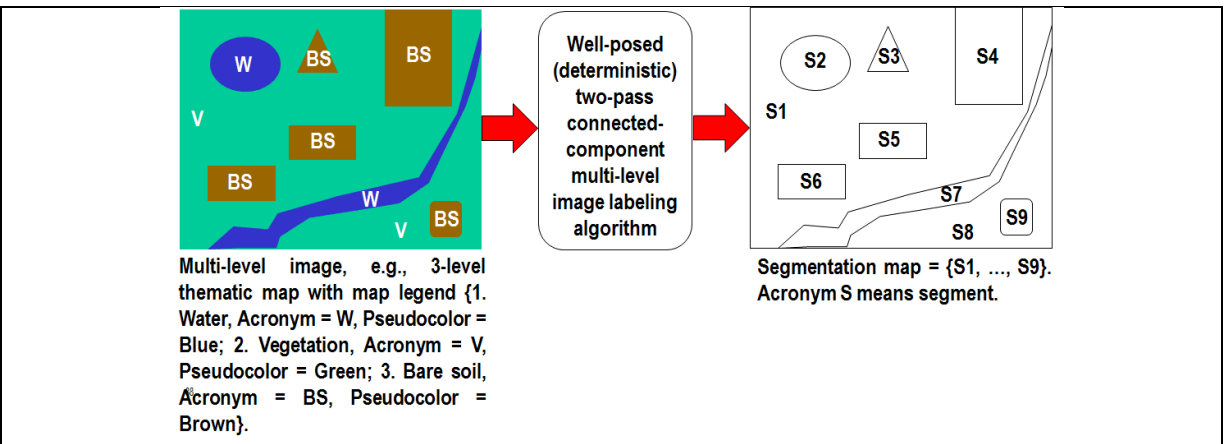 W
BS
BS
V
BS
BS
W
V
BS
Well-posed
(deterministic)
two-pass
connected-
component
multi-level
image labeling
algorithm
S2
S3
S4
S1
S5
S6
S7
S9
S8
Multi-level image, e.g., 3-level
thematic map with map legend {1.
Water, Acronym = W, Pseudocolor =
Blue; 2. Vegetation, Acronym = V,
Pseudocolor = Green; 3. Bare soil,
Acronym = BS, Pseudocolor =
Brown}.
Segmentation map = {S1, …, S9}.
Acronym S means segment.